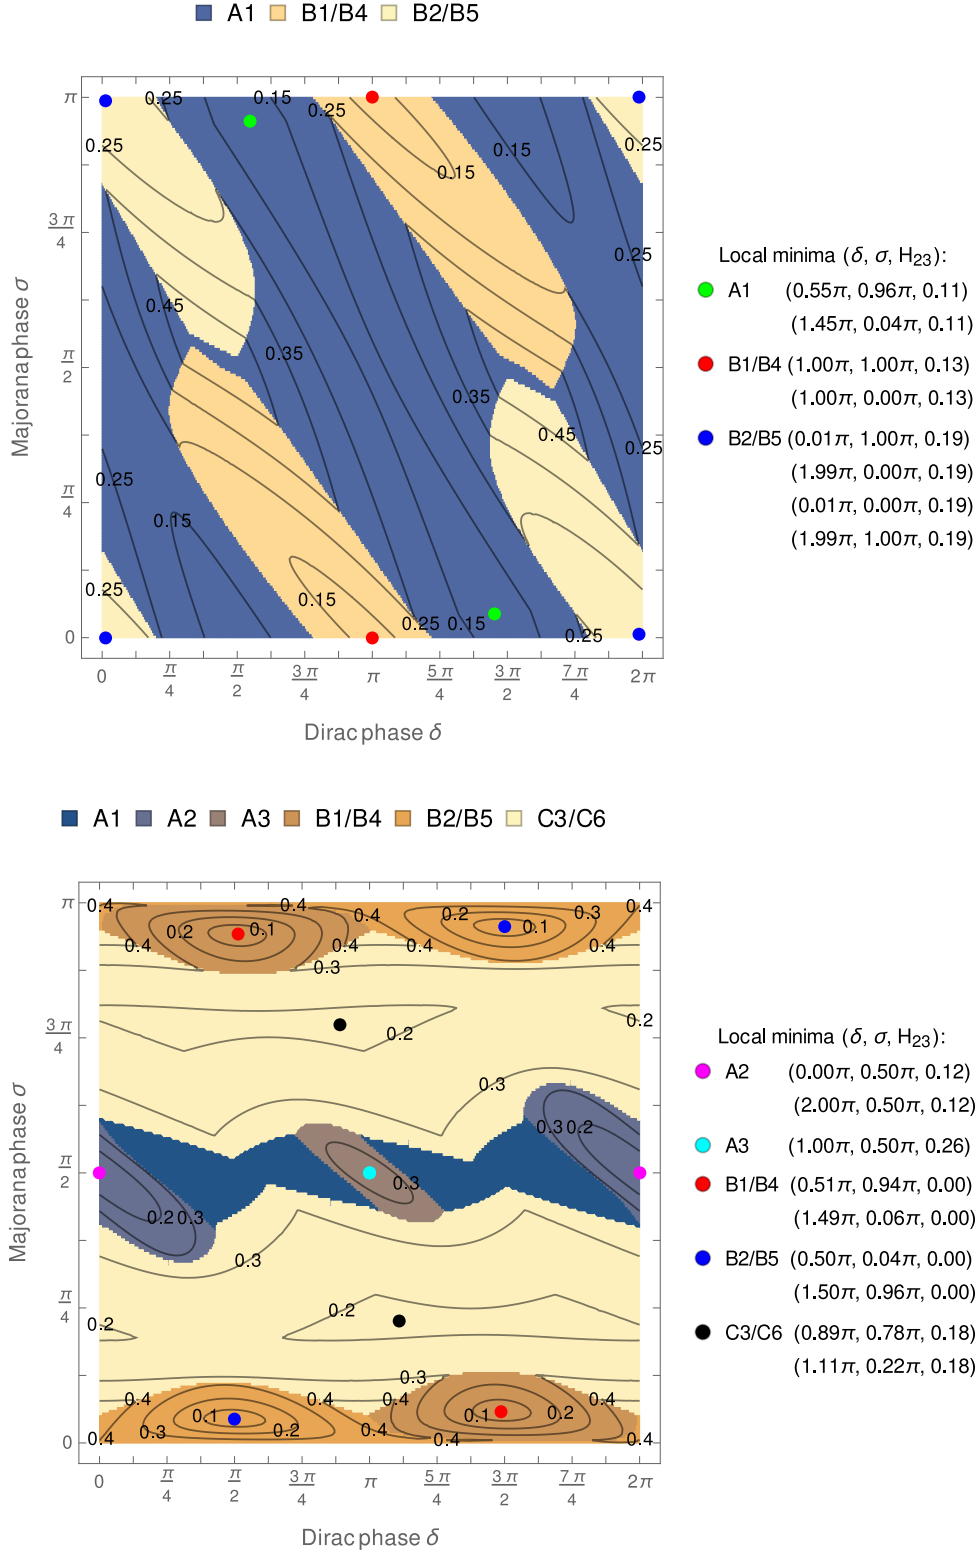 A1 B1/B4 B2/B5
π 0.25 0.15 0.25
0.25 0.15 0.15 0.25
3π/4
0.25
0.45
π/2 0.35 0.35
0.45
0.25
0.25
π/4
0.15
0.25 0.15
0.25 0.15 0.25
0
0 π/4 π/2 3π/4 π 5π/4 3π/2 7π/4 2π
Majorana phase σ
Dirac phase δ
Local minima (δ, σ, H₂₃):
A1 (0.55π, 0.96π, 0.11)
(1.45π, 0.04π, 0.11)
B1/B4 (1.00π, 1.00π, 0.13)
(1.00π, 0.00π, 0.13)
B2/B5 (0.01π, 1.00π, 0.19)
(1.99π, 0.00π, 0.19)
(0.01π, 0.00π, 0.19)
(1.99π, 1.00π, 0.19)
A1 A2 A3 B1/B4 B2/B5 C3/C6
π 0.4 0.4 0.4 0.2 0.3 0.4
0.2 0.1 0.1
0.4 0.4 0.4
0.3
3π/4 0.2 0.2
0.3
0.3 0.2
π/2 0.3
0.2 0.3
0.3
π/4 0.2 0.2
0.3
0.4 0.4 0.4 0.4
0.1 0.1 0.2
0.3 0.2 0.3
0 0.4 0.4 0.4 0.4
0 π/4 π/2 3π/4 π 5π/4 3π/2 7π/4 2π
Majorana phase σ
Dirac phase δ
Local minima (δ, σ, H₂₃):
A2 (0.00π, 0.50π, 0.12)
(2.00π, 0.50π, 0.12)
A3 (1.00π, 0.50π, 0.26)
B1/B4 (0.51π, 0.94π, 0.00)
(1.49π, 0.06π, 0.00)
B2/B5 (0.50π, 0.04π, 0.00)
(1.50π, 0.96π, 0.00)
C3/C6 (0.89π, 0.78π, 0.18)
(1.11π, 0.22π, 0.18)